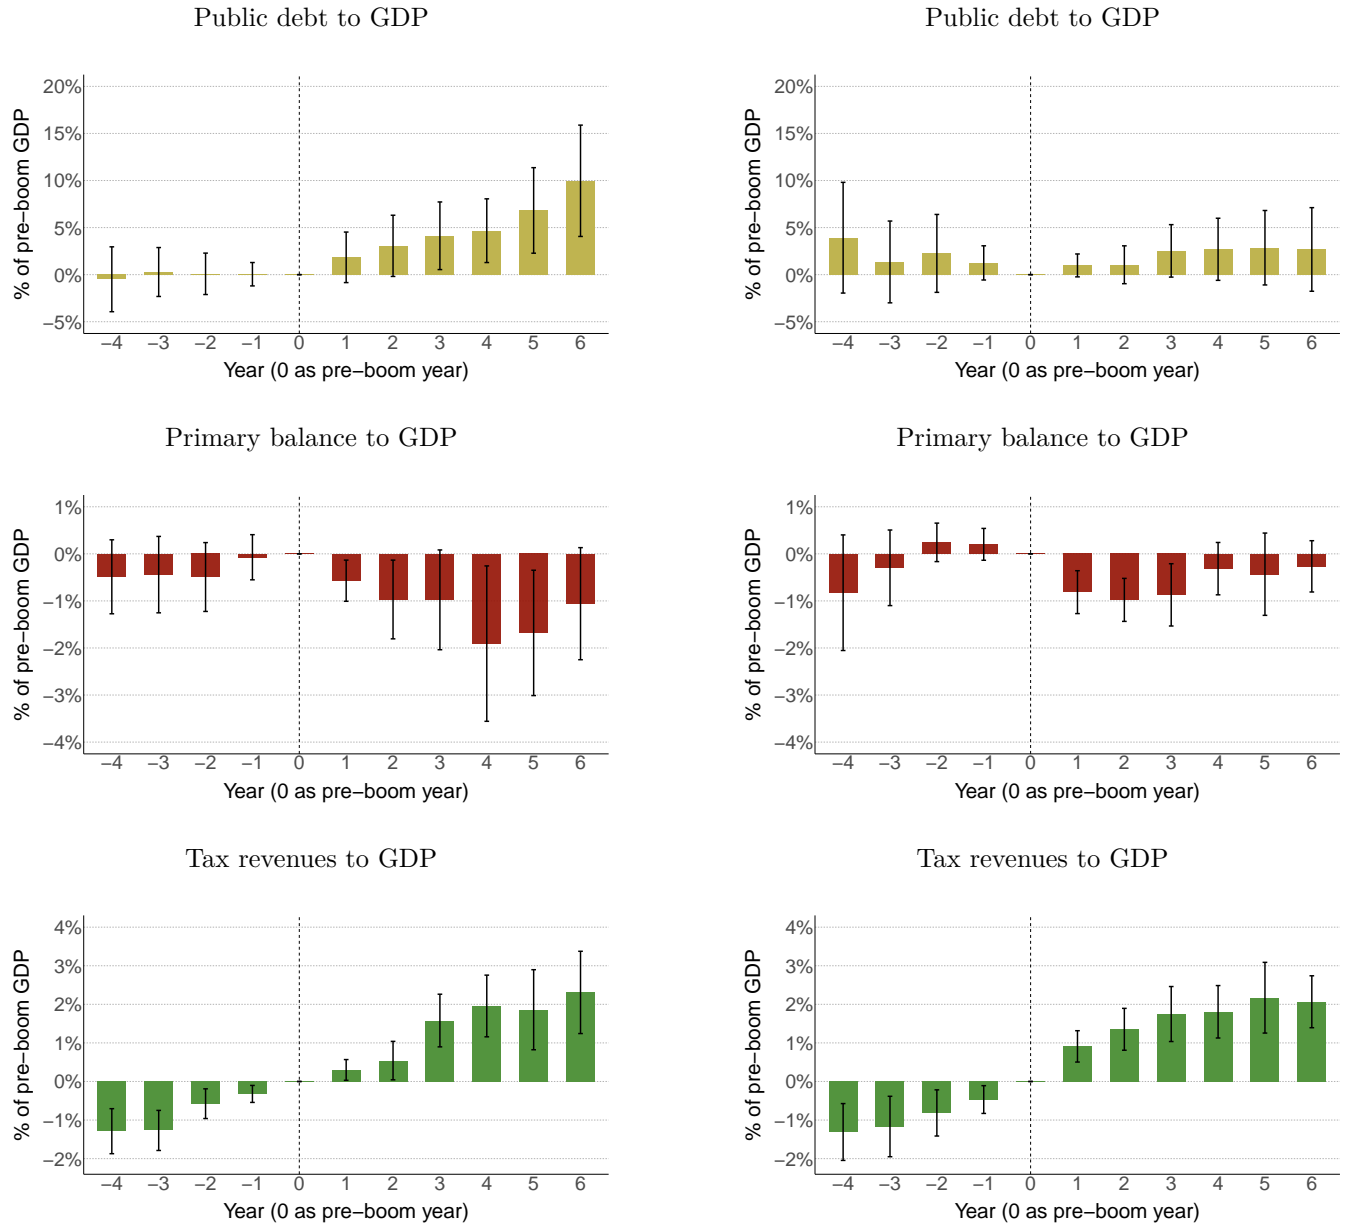 Public debt to GDP
% of pre−boom GDP
20%
15%
10%
5%
0%
−5%
−4 −3 −2 −1 0 1 2 3 4 5 6
Year (0 as pre−boom year)
Public debt to GDP
% of pre−boom GDP
20%
15%
10%
5%
0%
−5%
−4 −3 −2 −1 0 1 2 3 4 5 6
Year (0 as pre−boom year)
Primary balance to GDP
% of pre−boom GDP
1%
0%
−1%
−2%
−3%
−4%
−4 −3 −2 −1 0 1 2 3 4 5 6
Year (0 as pre−boom year)
Primary balance to GDP
% of pre−boom GDP
1%
0%
−1%
−2%
−3%
−4%
−4 −3 −2 −1 0 1 2 3 4 5 6
Year (0 as pre−boom year)
Tax revenues to GDP
% of pre−boom GDP
4%
3%
2%
1%
0%
−1%
−2%
−4 −3 −2 −1 0 1 2 3 4 5 6
Year (0 as pre−boom year)
Tax revenues to GDP
% of pre−boom GDP
4%
3%
2%
1%
0%
−1%
−2%
−4 −3 −2 −1 0 1 2 3 4 5 6
Year (0 as pre−boom year)